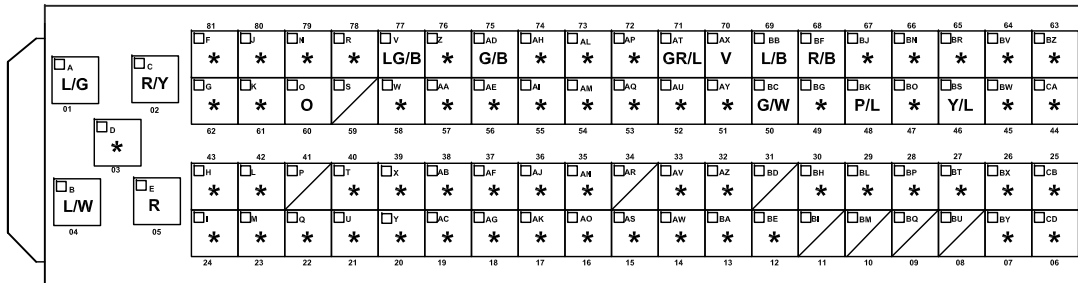 81 80 79 78 77 76 75 74 73 72 71 70 69 68 67 66 65 64 63
F J N R V Z AD AH AL AP AT AX BB BF BJ BN BR BV BZ
* * * * LG/B * G/B * * * GR/L V L/B R/B * * * * *
G K O S W AA AE AI AM AQ AU AY BC BG BK BO BS BW CA
* * O * * * * * * * * G/W * P/L * Y/L * *
62 61 60 59 58 57 56 55 54 53 52 51 50 49 48 47 46 45 44
A C
L/G R/Y
01 02
D
*
03
B E
L/W R
04 05
43 42 41 40 39 38 37 36 35 34 33 32 31 30 29 28 27 26 25
H L P T X AB AF AJ AN AR AV AZ BD BH BL BP BT BX CB
* * * * * * * * * * * * * * * *
I M Q U Y AC AG AK AO AS AW BA BE BI BM BQ BU BY CD
* * * * * * * * * * * * * * *
24 23 22 21 20 19 18 17 16 15 14 13 12 11 10 09 08 07 06